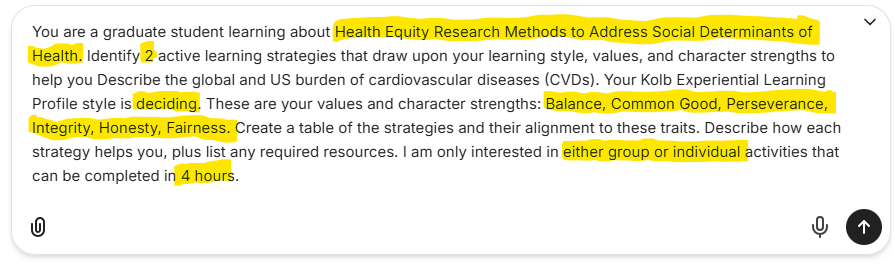 You are a graduate student learning about Health Equity Research Methods to Address Social Determinants of
Health. Identify 2 active learning strategies that draw upon your learning style, values, and character strengths to
help you Describe the global and US burden of cardiovascular diseases (CVDs). Your Kolb Experiential Learning
Profile style is deciding. These are your values and character strengths: Balance, Common Good, Perseverance,
Integrity, Honesty, Fairness. Create a table of the strategies and their alignment to these traits. Describe how each
strategy helps you, plus list any required resources. I am only interested in either group or individual activities that
can be completed in 4 hours.